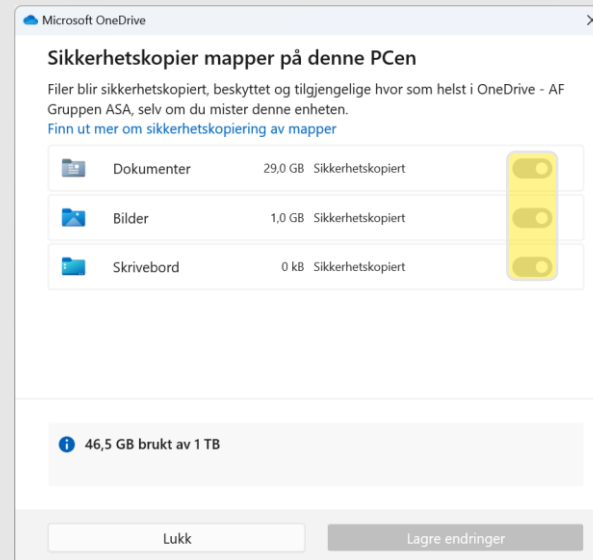 Microsoft OneDrive
Sikkerhetskopier mapper på denne PCen
Filer blir sikkerhetskopiert, beskyttet og tilgjengelige hvor som helst i OneDrive - AF
Gruppen ASA, selv om du mister denne enheten.
Finn ut mer om sikkerhetskopiering av mapper
Dokumenter 29,0 GB Sikkerhetskopiert
Bilder 1,0 GB Sikkerhetskopiert
Skrivebord 0 kB Sikkerhetskopiert
46,5 GB brukt av 1 TB
Lukk Lagre endringer